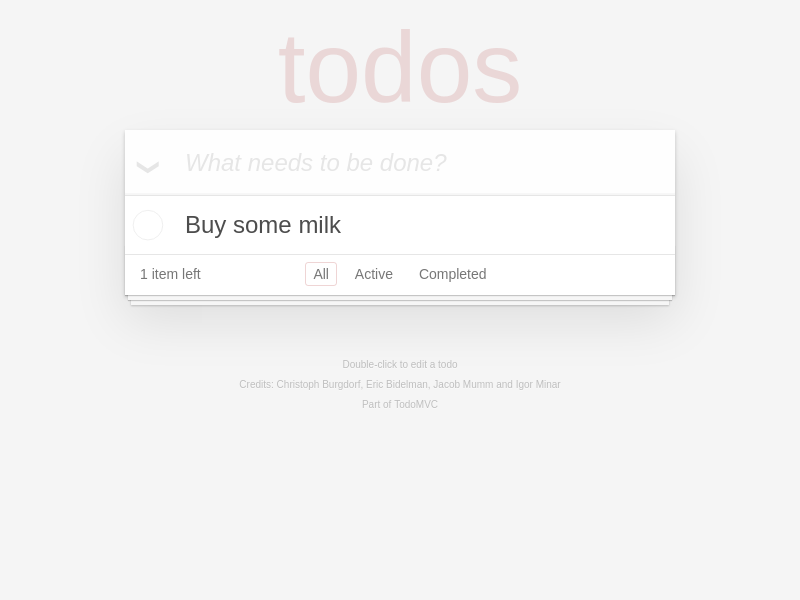 todos
What needs to be done?
Buy some milk
1 item left All Active Completed
Double-click to edit a todo
Credits: Christoph Burgdorf, Eric Bidelman, Jacob Mumm and Igor Minar
Part of TodoMVC